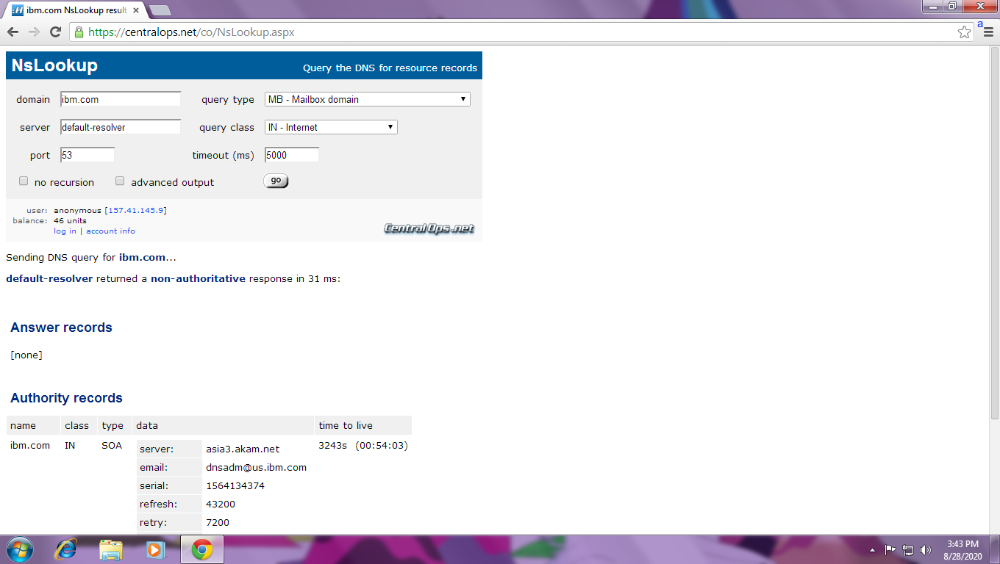 ibm.com NsLookup result
https://centralops.net/co/NsLookup.aspx
a
NsLookup Query the DNS for resource records
domain ibm.com query type MB - Mailbox domain
server default-resolver query class IN - Internet
port 53 timeout (ms) 5000
no recursion advanced output go
user: anonymous [157.41.145.9]
balance: 46 units
log in | account info
CentralOps.net
Sending DNS query for ibm.com...
default-resolver returned a non-authoritative response in 31 ms:
Answer records
[none]
Authority records
name class type data time to live
ibm.com IN SOA server: asia3.akam.net 3243s (00:54:03)
email: dnsadm@us.ibm.com
serial: 1564134374
refresh: 43200
retry: 7200
3:43 PM
8/28/2020